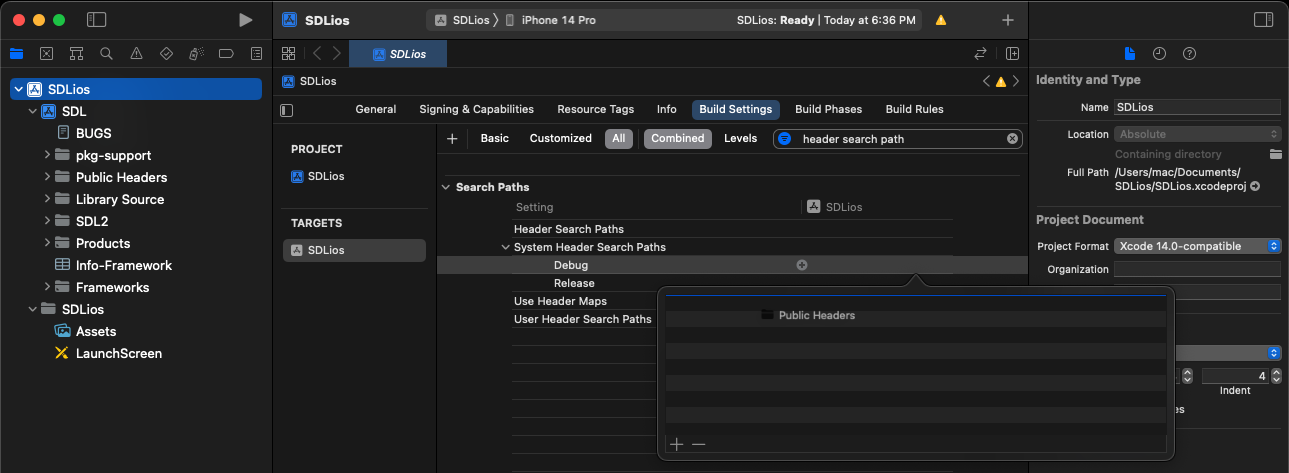 SDLios
SDLios
iPhone 14 Pro
SDLios: Ready | Today at 6:36 PM
SDLios
SDLios
SDL
BUGS
pkg-support
Public Headers
Library Source
SDL2
Products
Info-Framework
Frameworks
SDLios
Assets
LaunchScreen
SDLios
General
Signing & Capabilities
Resource Tags
Info
Build Settings
Build Phases
Build Rules
PROJECT
SDLios
TARGETS
SDLios
Basic
Customized
All
Combined
Levels
header search path
Search Paths
Setting
SDLios
Header Search Paths
System Header Search Paths
Debug
Release
Use Header Maps
User Header Search Paths
Public Headers
Identity and Type
Name
SDLios
Location
Absolute
Containing directory
Full Path
/Users/mac/Documents/
SDLios/SDLios.xcodeproj
Project Document
Project Format
Xcode 14.0-compatible
Organization
4
Indent